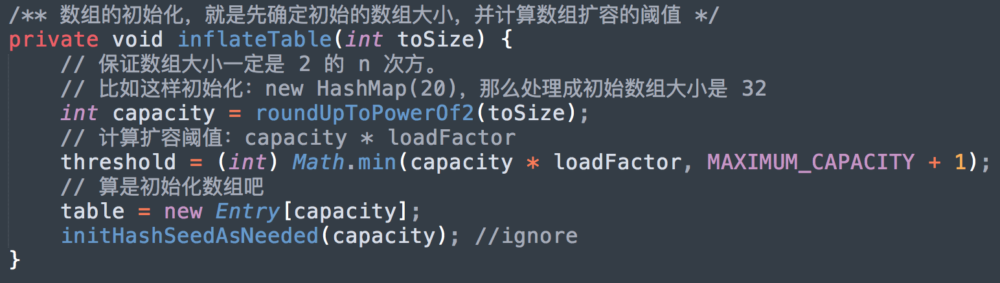 /** 数组的初始化，就是先确定初始的数组大小，并计算数组扩容的阈值 */
private void inflateTable(int toSize) {
    // 保证数组大小一定是 2 的 n 次方。
    // 比如这样初始化：new HashMap(20)，那么处理成初始数组大小是 32
    int capacity = roundUpToPowerOf2(toSize);
    // 计算扩容阈值：capacity * loadFactor
    threshold = (int) Math.min(capacity * loadFactor, MAXIMUM_CAPACITY + 1);
    // 算是初始化数组吧
    table = new Entry[capacity];
    initHashSeedAsNeeded(capacity); //ignore
}